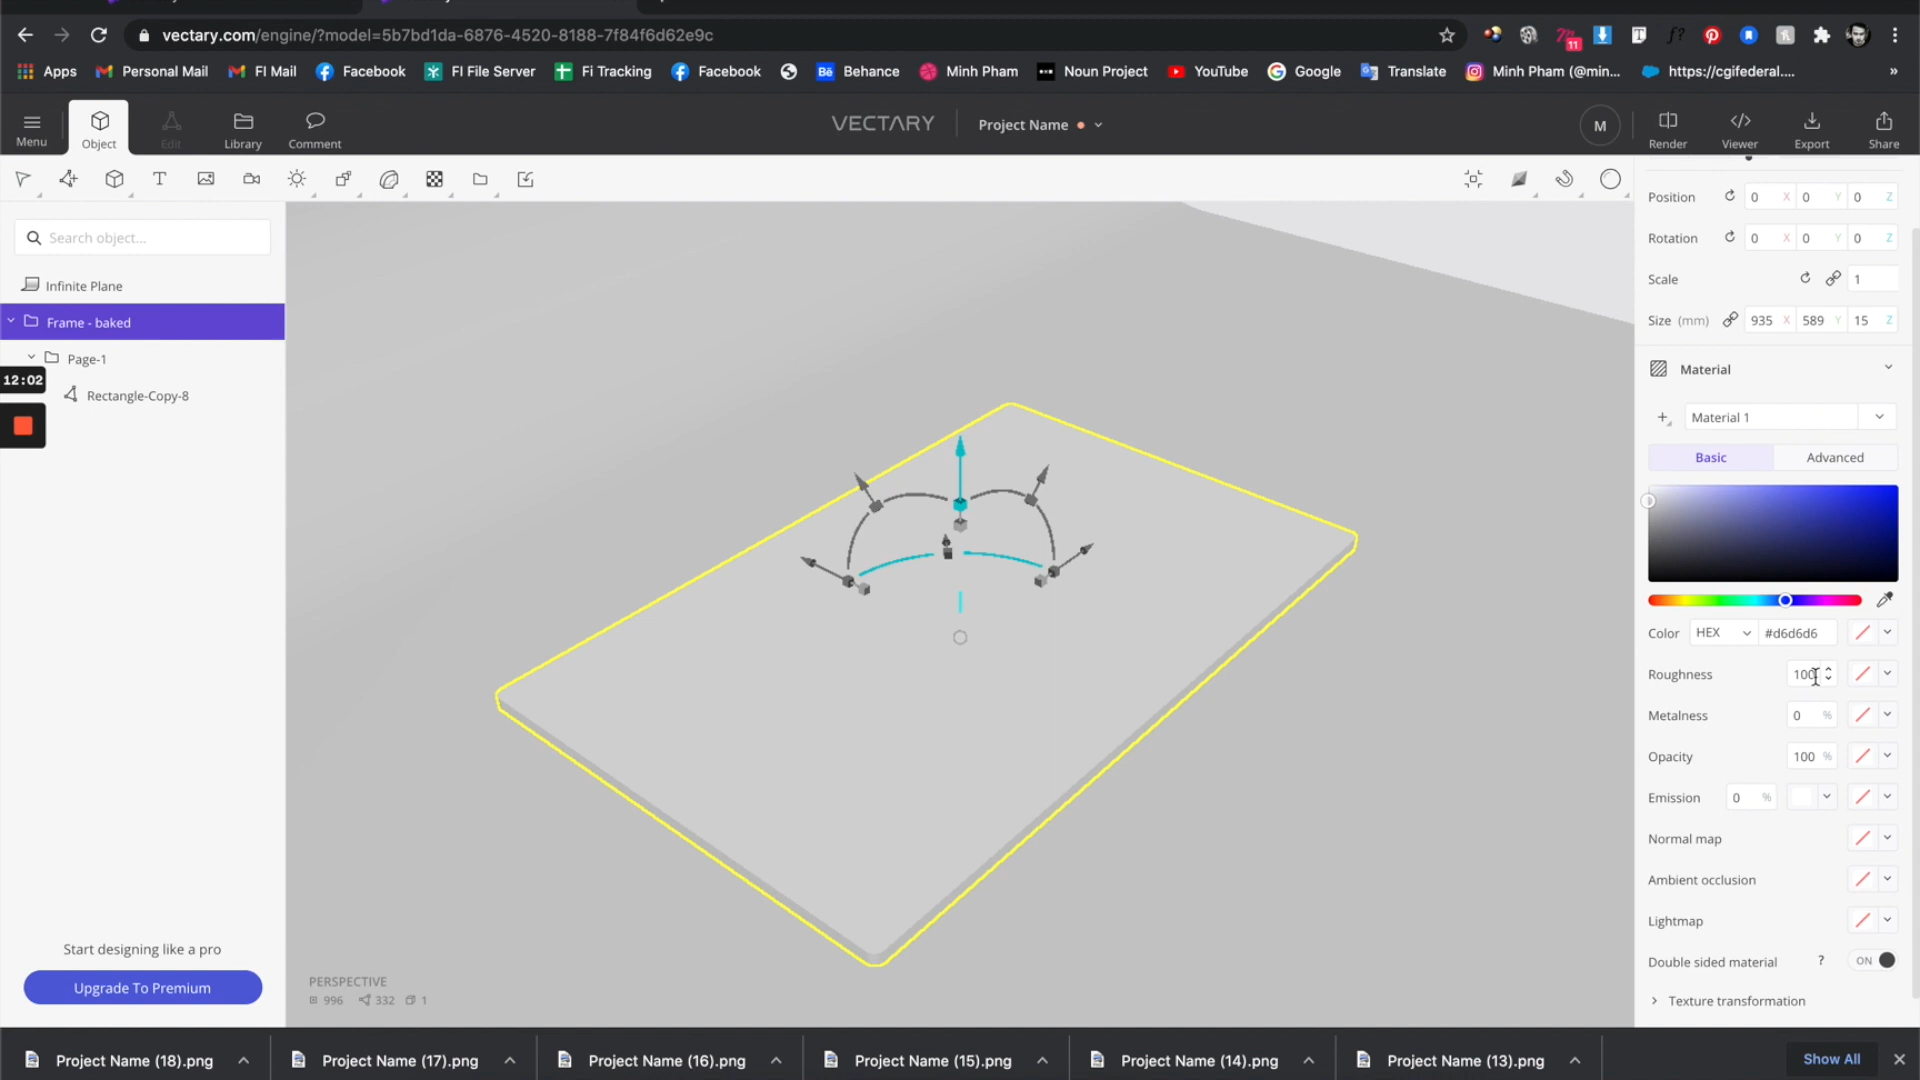 vectary.com/engine/?model=5b7bd1da-6876-4520-8188-7f84f6d62e9c
11
Apps Personal Mail FI Mail Facebook FI File Server Fi Tracking Facebook Behance Minh Pham Noun Project YouTube Google Translate Minh Pham (@min... https://cgifederal.... »
Menu Object Edit Library Comment
VECTARY Project Name
M
Render Viewer Export Share
Search object...
Infinite Plane
Frame - baked
Page-1
12:02
Rectangle-Copy-8
Start designing like a pro
Upgrade To Premium
PERSPECTIVE
996 332 1
Position 0 X 0 Y 0 Z
Rotation 0 X 0 Y 0 Z
Scale 1
Size (mm) 935 X 589 Y 15 Z
Material
Material 1
Basic Advanced
Color HEX #d6d6d6
Roughness 100
Metalness 0 %
Opacity 100 %
Emission 0 %
Normal map
Ambient occlusion
Lightmap
Double sided material ? ON
Texture transformation
Project Name (18).png Project Name (17).png Project Name (16).png Project Name (15).png Project Name (14).png Project Name (13).png Show All